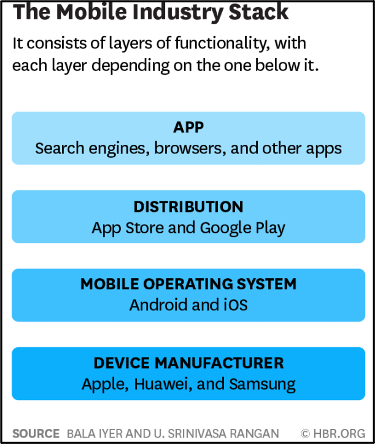 The Mobile Industry Stack
It consists of layers of functionality, with
each layer depending on the one below it.
APP
Search engines, browsers, and other apps
DISTRIBUTION
App Store and Google Play
MOBILE OPERATING SYSTEM
Android and iOS
DEVICE MANUFACTURER
Apple, Huawei, and Samsung
SOURCE BALA IYER AND U. SRINIVASA RANGAN © HBR.ORG